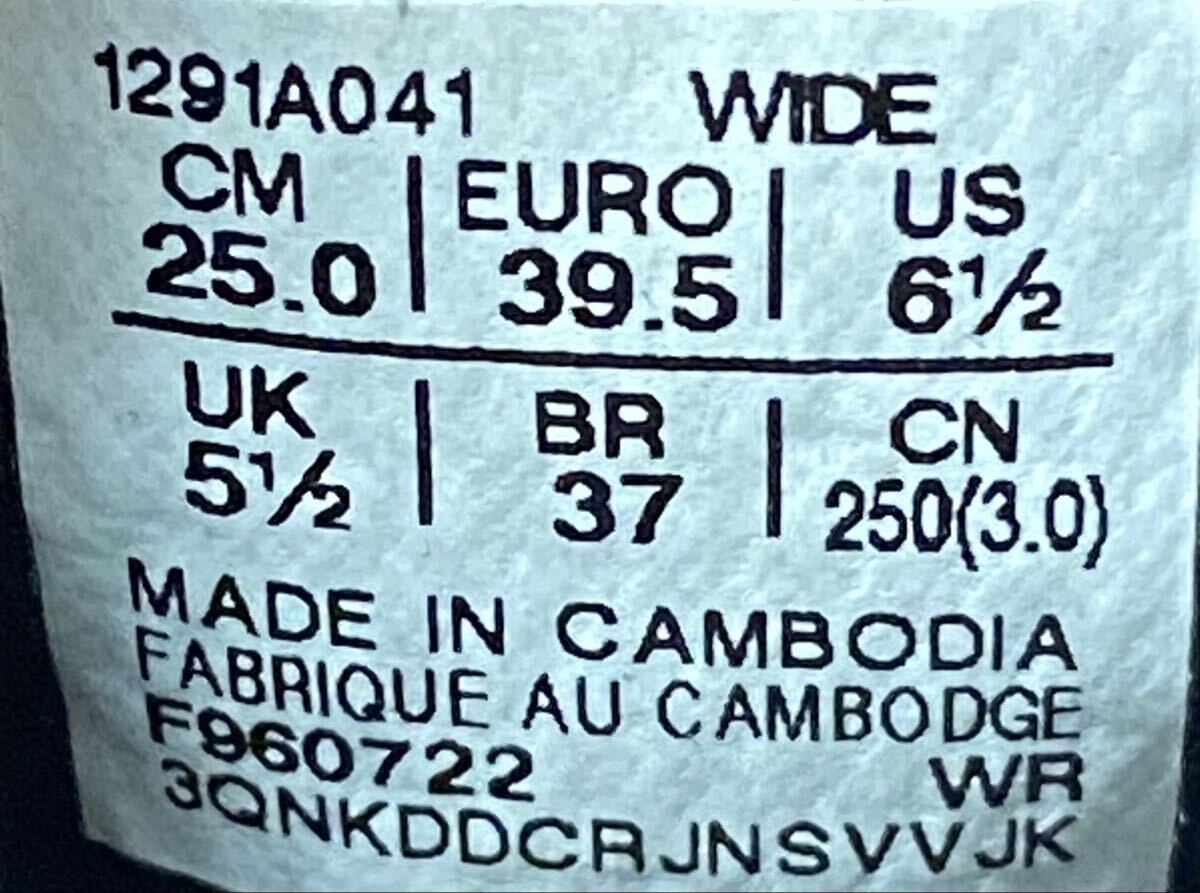 1291A041 WIDE
CM | EURO | US
25.0 | 39.5 | 6½
UK | BR | CN
5½ | 37 | 250(3.0)
MADE IN CAMBODIA
FABRIQUE AU CAMBODGE
F960722 WR
3QNKDDCRJNSVVJK